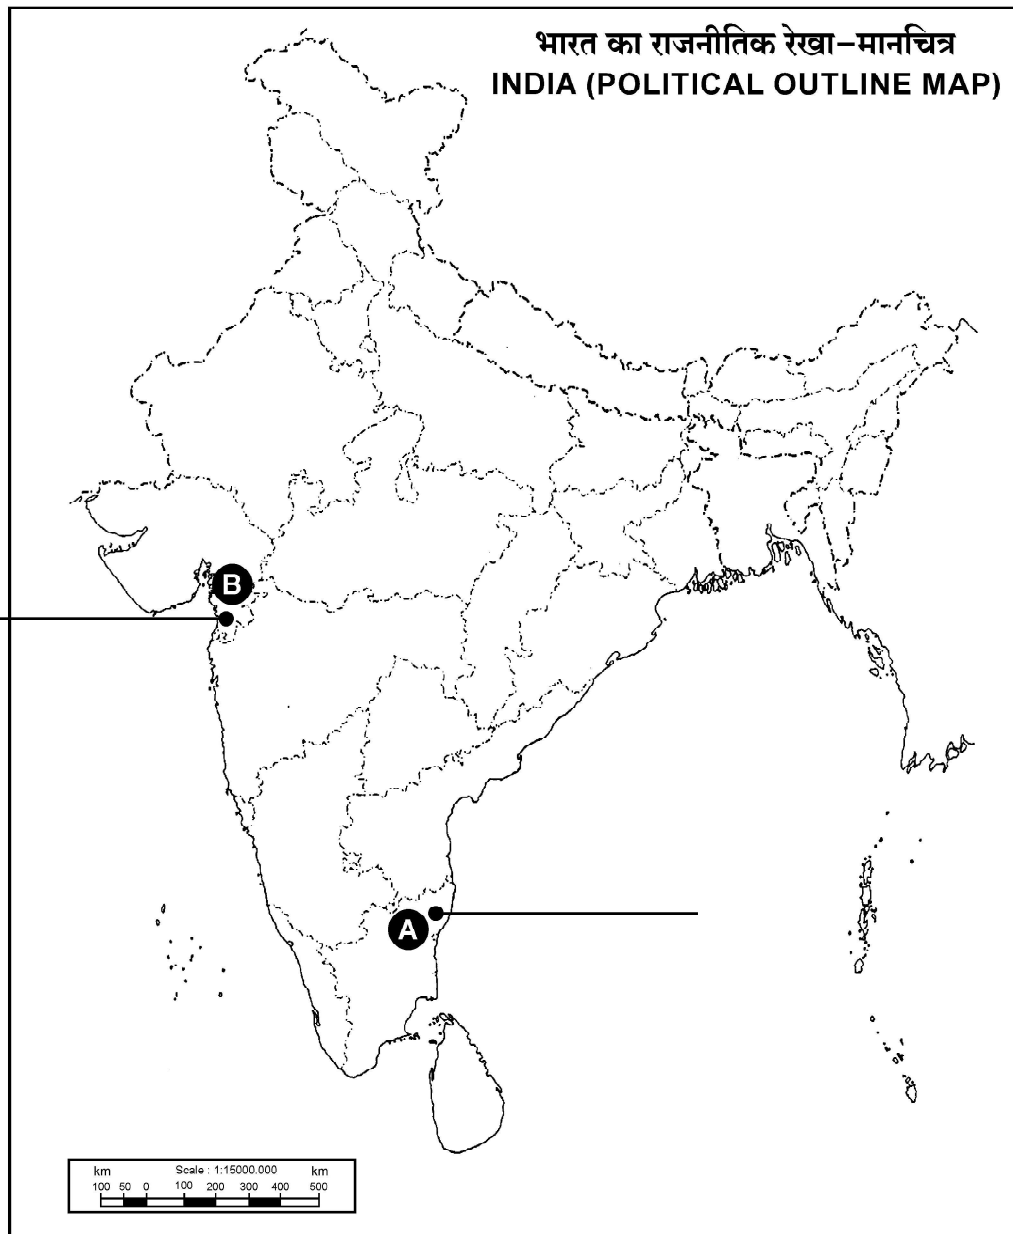 भारत का राजनीतिक रेखा–मानचित्र
INDIA (POLITICAL OUTLINE MAP)
B
A
km Scale : 1:15000.000 km
100 50 0 100 200 300 400 500